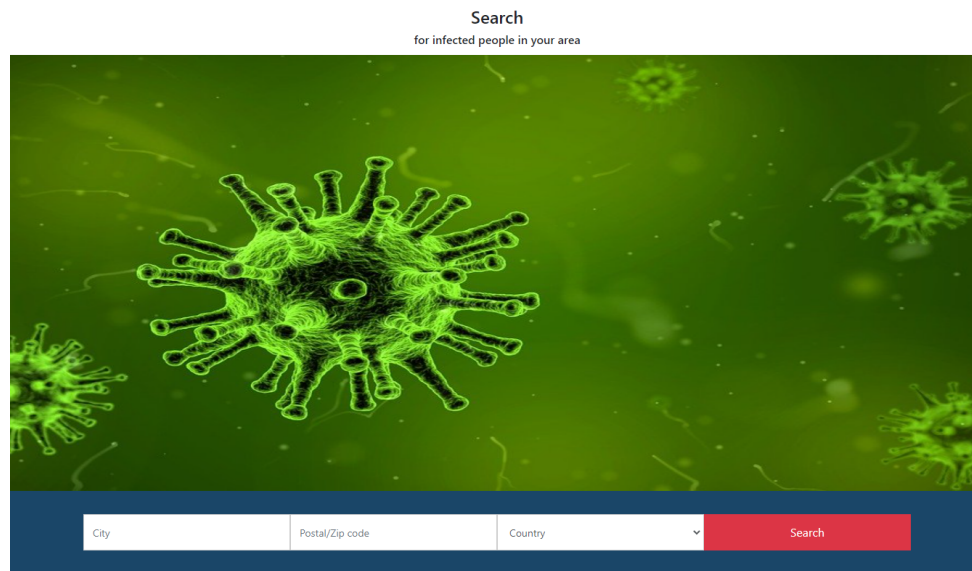 Search
for infected people in your area
City
Postal/Zip code
Country
Search